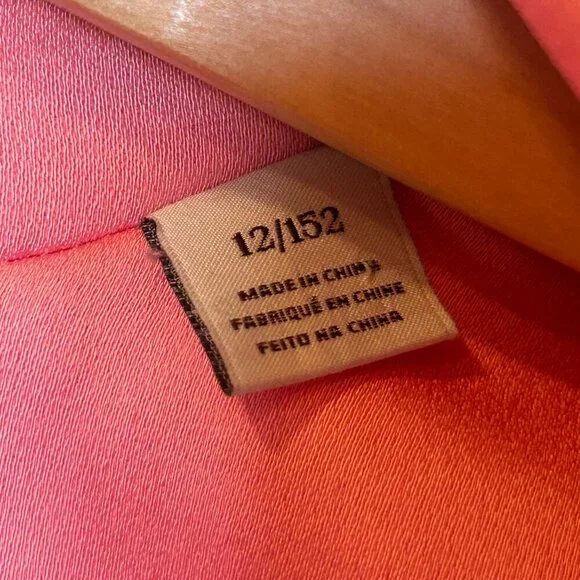 12/152
MADE IN CHINA
FABRIQUÉ EN CHINE
FEITO NA CHINA